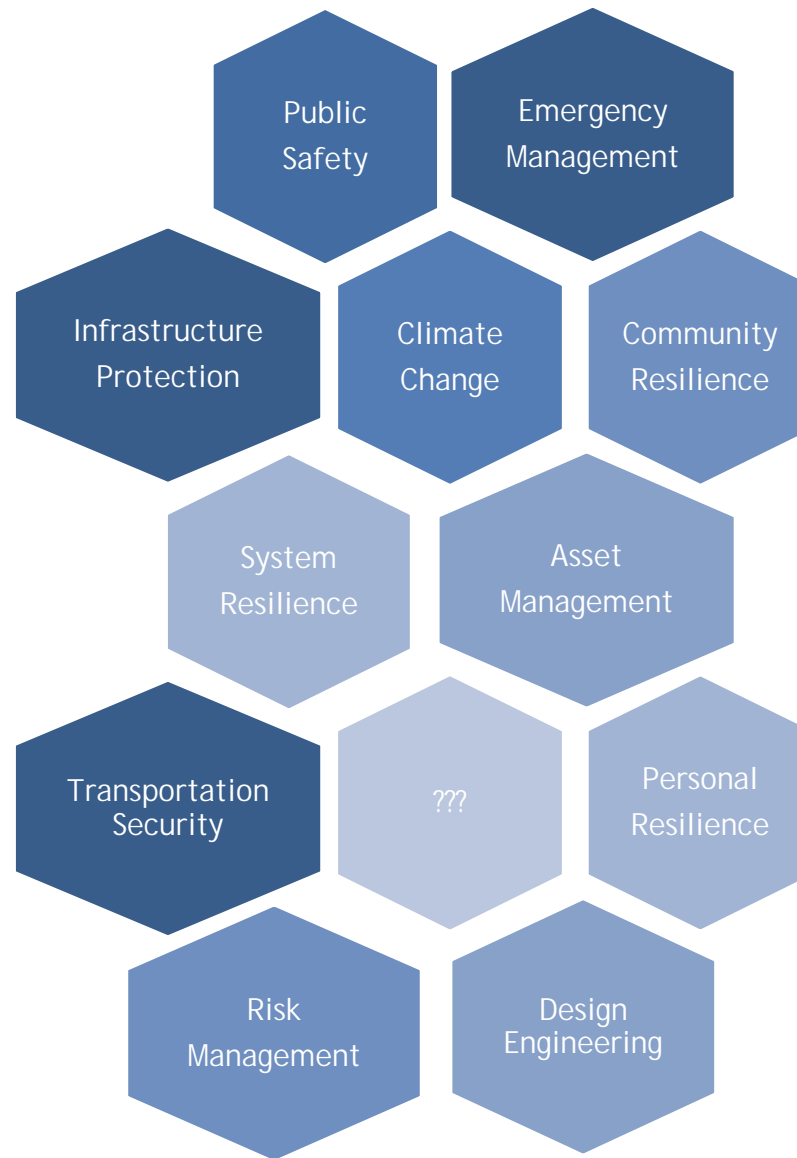 Public
Safety
Emergency
Management
Infrastructure
Protection
Climate
Change
Community
Resilience
System
Resilience
Asset
Management
Transportation
Security
???
Personal
Resilience
Risk
Management
Design
Engineering